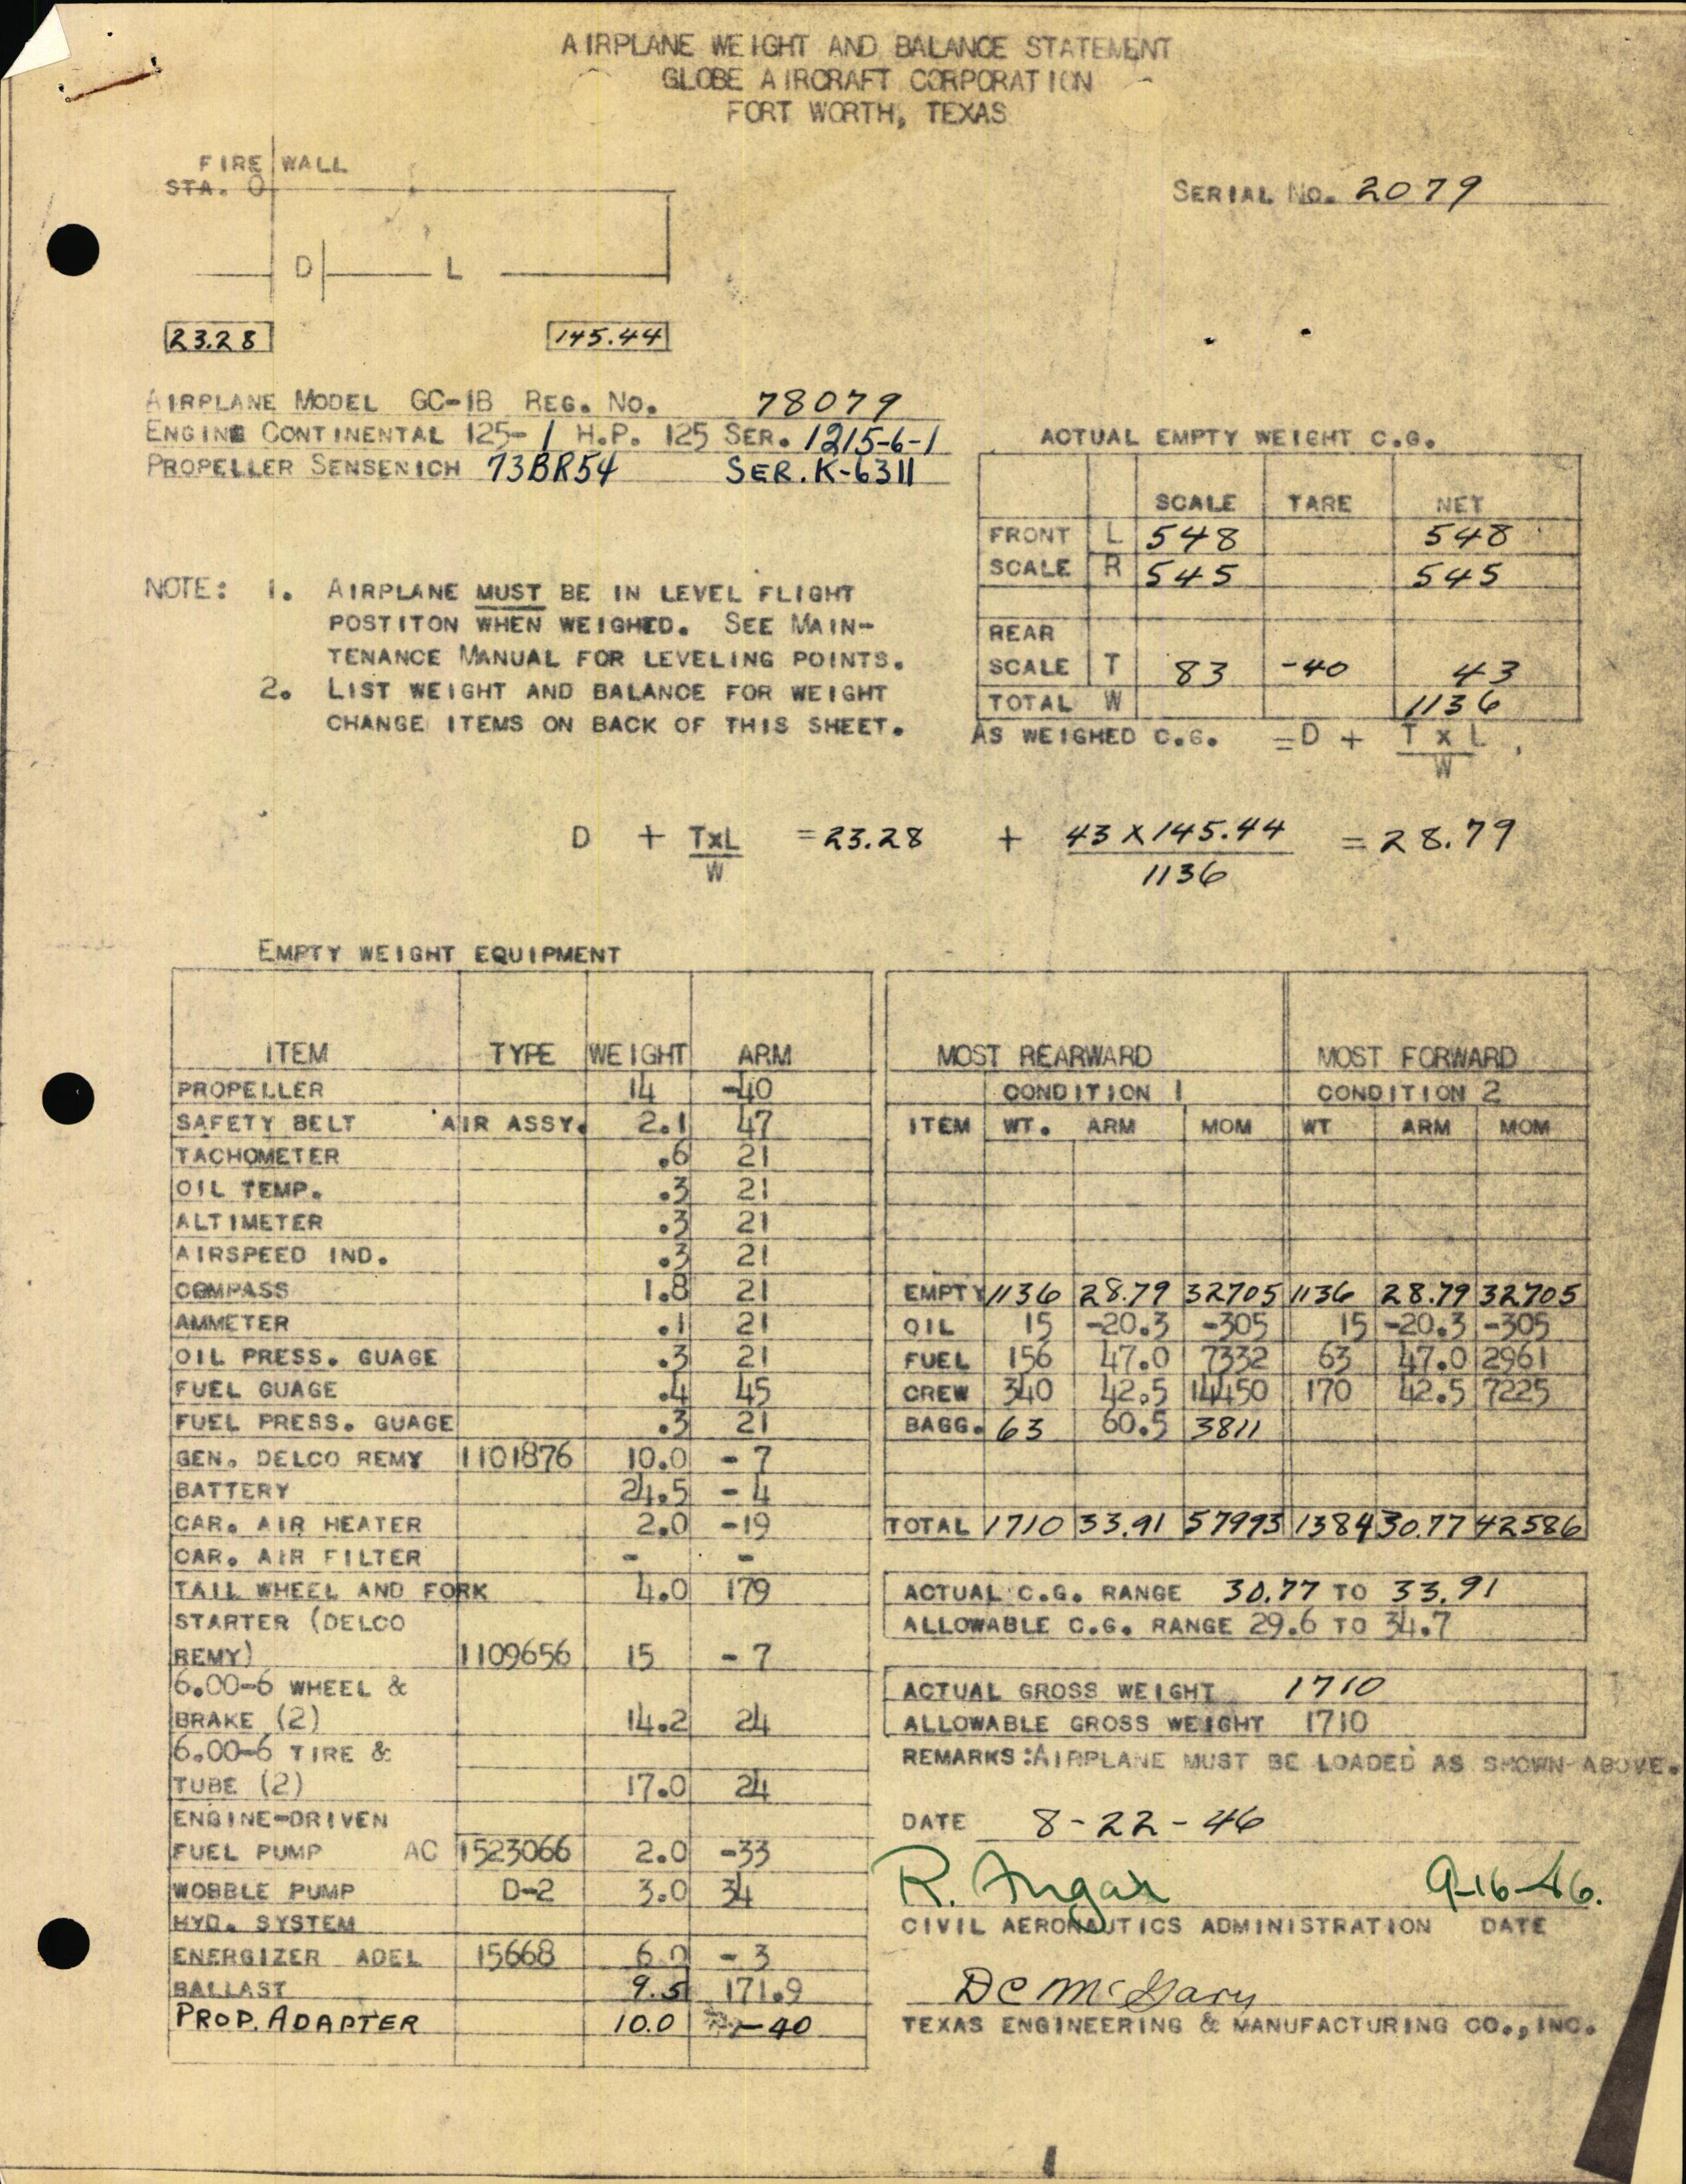 AIRPLANE WEIGHT AND BALANCE STATEMENT
GLOBE AIRCRAFT CORPORATION
FORT WORTH, TEXAS
FIRE WALL
STA. 0
SERIAL NO. 2079
D L
23.28 145.44
AIRPLANE MODEL GC-1B REG. NO. 78079
ENGINE CONTINENTAL 125-1 H.P. 125 SER. 1215-6-1
PROPELLER SENSENICH 73BR54 SER. K-6311
ACTUAL EMPTY WEIGHT C.G.
SCALE TARE NET
FRONT L 548 548
SCALE R 545 545
REAR
SCALE T 83 -40 43
TOTAL W 1136
AS WEIGHED C.G. = D + T x L
W
NOTE: 1. AIRPLANE MUST BE IN LEVEL FLIGHT
POSTITON WHEN WEIGHED. SEE MAIN-
TENANCE MANUAL FOR LEVELING POINTS.
2. LIST WEIGHT AND BALANCE FOR WEIGHT
CHANGE ITEMS ON BACK OF THIS SHEET.
D + TxL = 23.28 + 43 X 145.44 = 28.79
W 1136
EMPTY WEIGHT EQUIPMENT
ITEM TYPE WEIGHT ARM
PROPELLER 14 -40
SAFETY BELT AIR ASSY. 2.1 47
TACHOMETER .6 21
OIL TEMP. .3 21
ALTIMETER .3 21
AIRSPEED IND. .3 21
COMPASS 1.8 21
AMMETER .1 21
OIL PRESS. GUAGE .3 21
FUEL GUAGE .4 45
FUEL PRESS. GUAGE .3 21
GEN. DELCO REMY 1101876 10.0 - 7
BATTERY 24.5 - 4
CAR. AIR HEATER 2.0 -19
CAR. AIR FILTER - -
TAIL WHEEL AND FORK 4.0 179
STARTER (DELCO
REMY) 1109656 15 - 7
6.00-6 WHEEL &
BRAKE (2) 14.2 24
6.00-6 TIRE &
TUBE (2) 17.0 24
ENGINE-DRIVEN
FUEL PUMP AC 1523066 2.0 -33
WOBBLE PUMP D-2 3.0 34
HYD. SYSTEM
ENERGIZER ADEL 15668 6.0 - 3
BALLAST 9.5 171.9
PROP. ADAPTER 10.0 -40
MOST REARWARD MOST FORWARD
CONDITION 1 CONDITION 2
ITEM WT. ARM MOM WT ARM MOM
EMPTY 1136 28.79 32705 1136 28.79 32705
OIL 15 -20.3 -305 15 -20.3 -305
FUEL 156 47.0 7332 63 47.0 2961
CREW 340 42.5 14450 170 42.5 7225
BAGG. 63 60.5 3811
TOTAL 1710 33.91 57993 1384 30.77 42586
ACTUAL C.G. RANGE 30.77 TO 33.91
ALLOWABLE C.G. RANGE 29.6 TO 34.7
ACTUAL GROSS WEIGHT 1710
ALLOWABLE GROSS WEIGHT 1710
REMARKS: AIRPLANE MUST BE LOADED AS SHOWN ABOVE.
DATE 8-22-46
R. Angar 9-16-46.
CIVIL AERONAUTICS ADMINISTRATION DATE
DC McGary
TEXAS ENGINEERING & MANUFACTURING CO., INC.